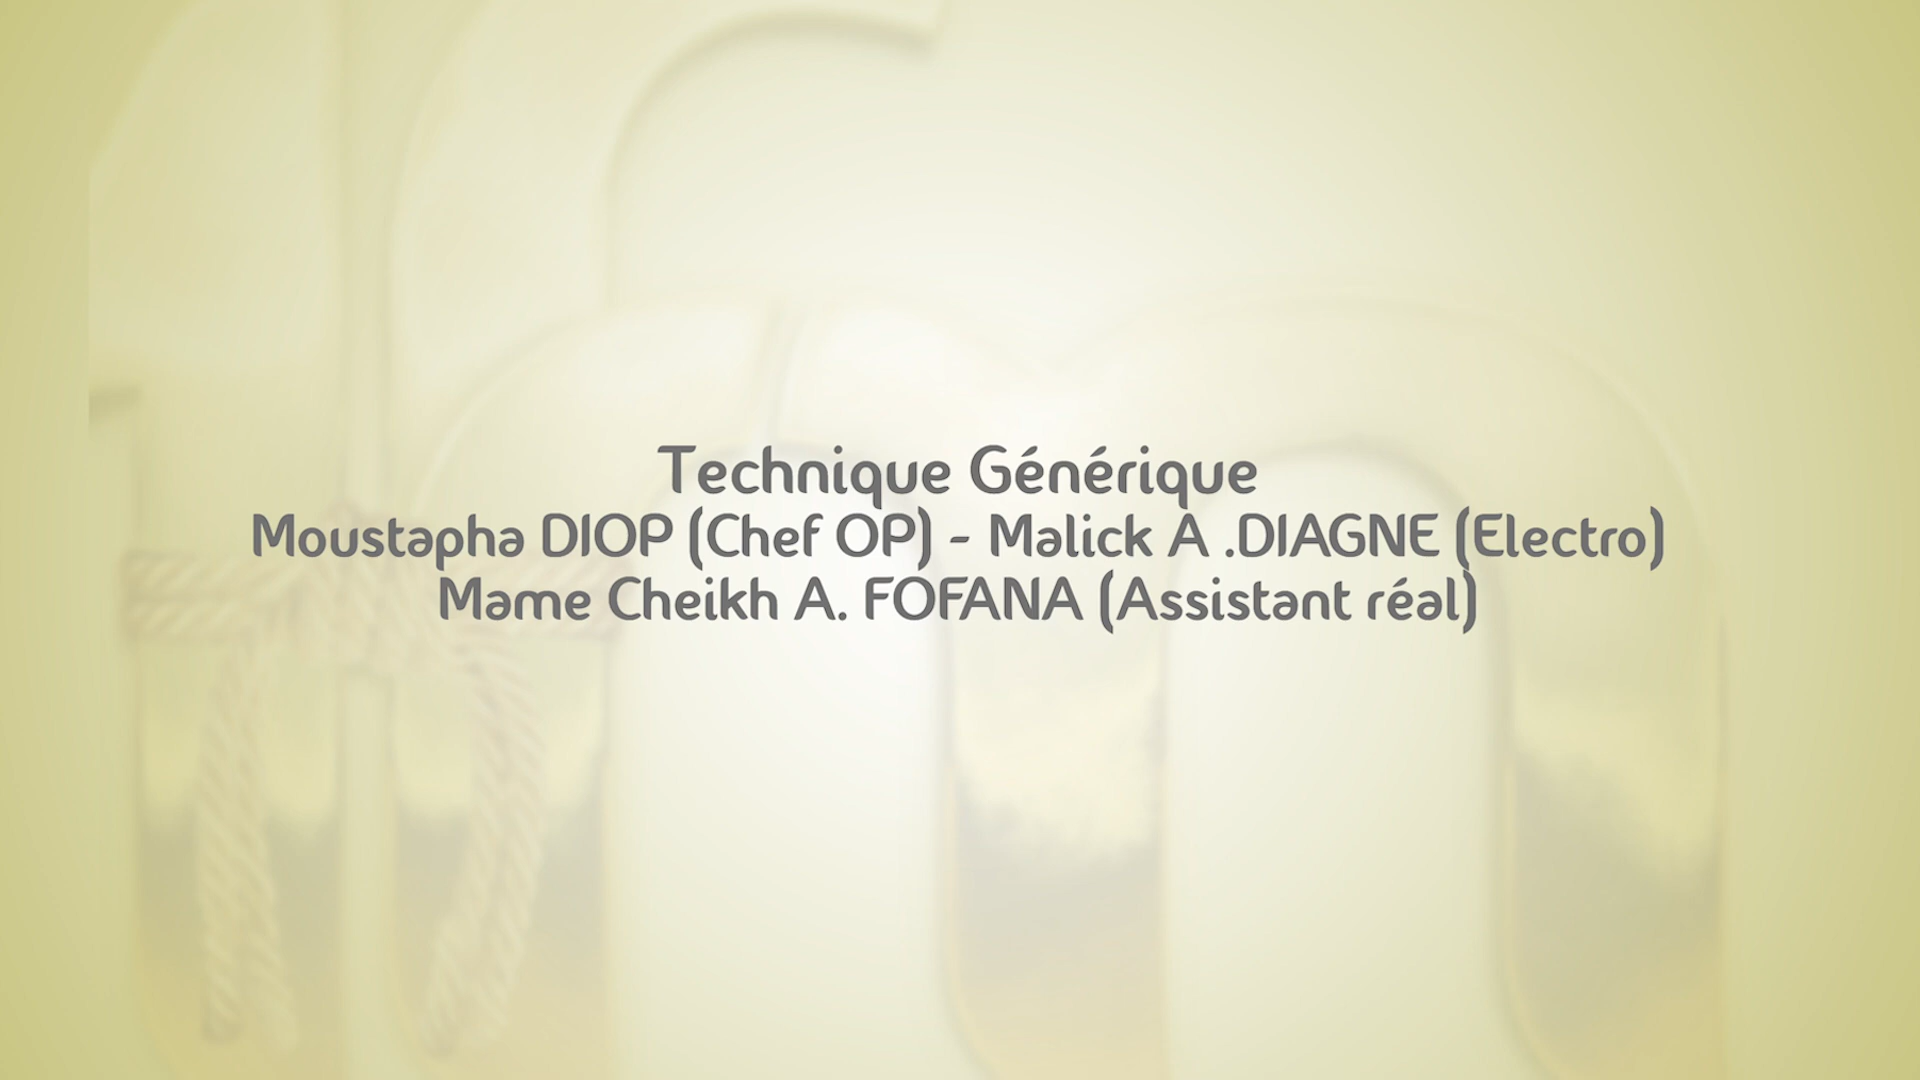 Technique Générique
Moustapha DIOP (Chef OP) - Malick A .DIAGNE (Electro)
Mame Cheikh A. FOFANA (Assistant réal)